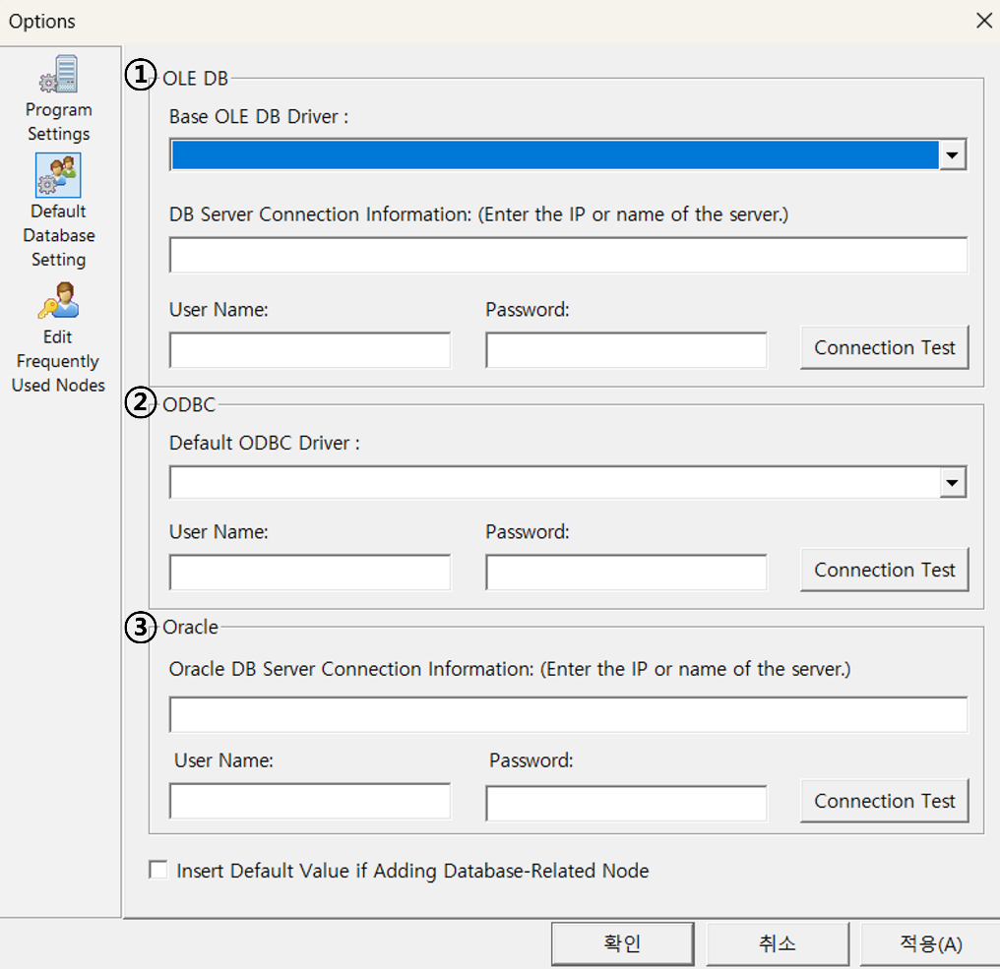 Options
Program
Settings
Default
Database
Setting
Edit
Frequently
Used Nodes
① OLE DB
Base OLE DB Driver :
DB Server Connection Information: (Enter the IP or name of the server.)
User Name:
Password:
Connection Test
② ODBC
Default ODBC Driver :
User Name:
Password:
Connection Test
③ Oracle
Oracle DB Server Connection Information: (Enter the IP or name of the server.)
User Name:
Password:
Connection Test
Insert Default Value if Adding Database-Related Node
확인
취소
적용(A)